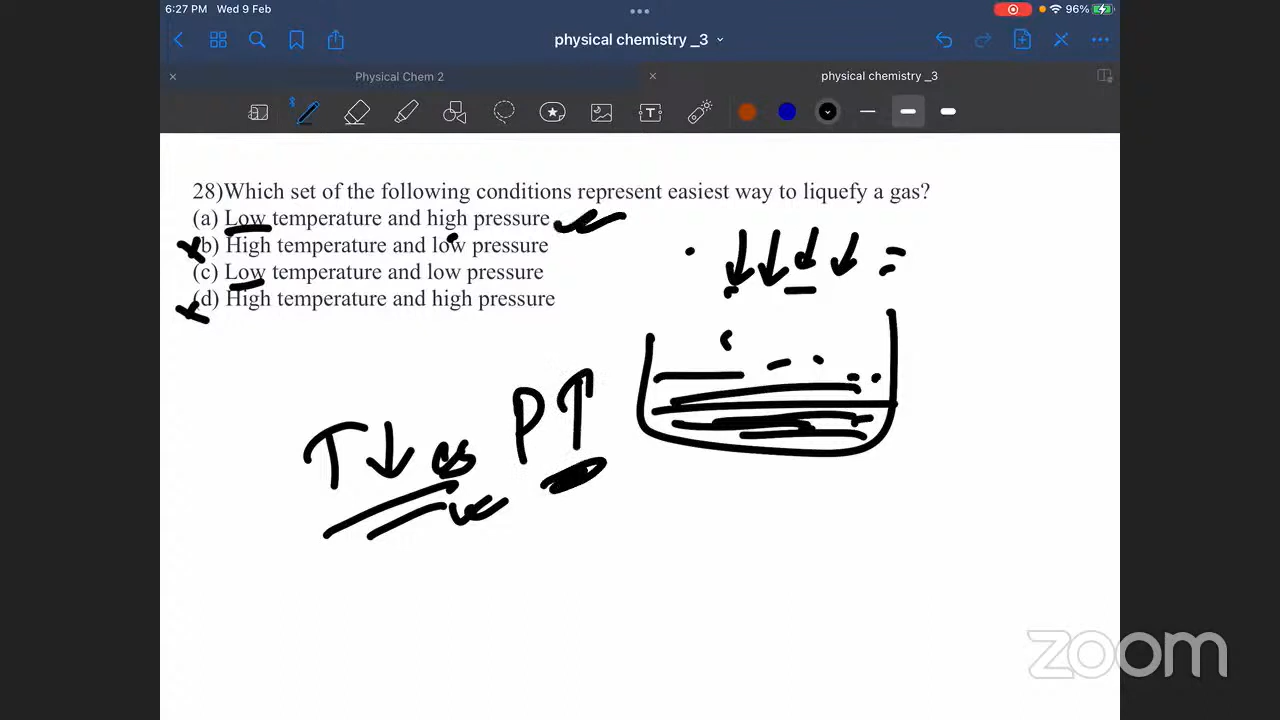 6:27 PM Wed 9 Feb
96%
physical chemistry _3
Physical Chem 2
physical chemistry _3
28)Which set of the following conditions represent easiest way to liquefy a gas?
(a) Low temperature and high pressure
(b) High temperature and low pressure
(c) Low temperature and low pressure
(d) High temperature and high pressure
T↓ P↑
zoom